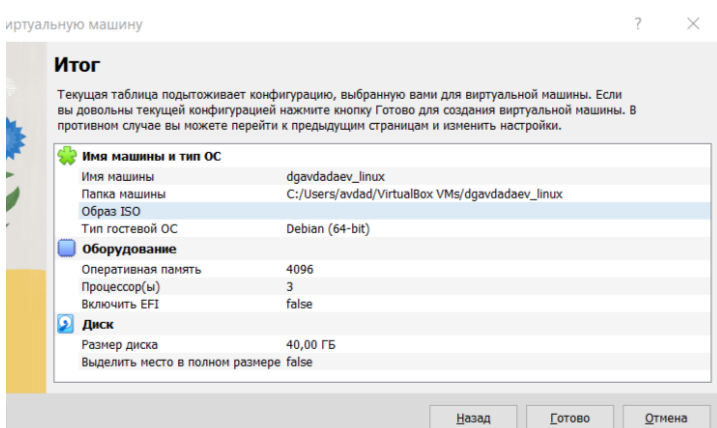 иртуальную машину
?
Итог
Текущая таблица подытоживает конфигурацию, выбранную вами для виртуальной машины. Если
вы довольны текущей конфигурацией нажмите кнопку Готово для создания виртуальной машины. В
противном случае вы можете перейти к предыдущим страницам и изменить настройки.
Имя машины и тип ОС
Имя машины dgavdadaev_linux
Папка машины C:/Users/avdad/VirtualBox VMs/dgavdadaev_linux
Образ ISO
Тип гостевой ОС Debian (64-bit)
Оборудование
Оперативная память 4096
Процессор(ы) 3
Включить EFI false
Диск
Размер диска 40,00 ГБ
Выделить место в полном размере false
Назад Готово Отмена